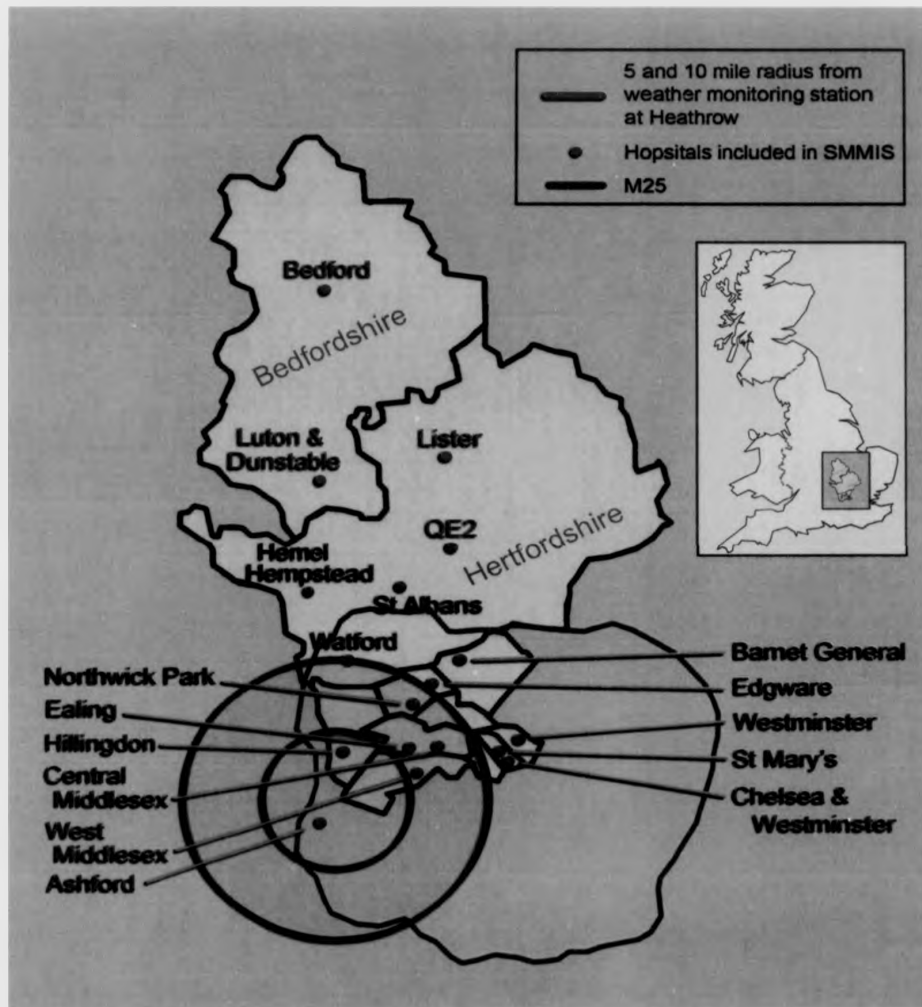 5 and 10 mile radius from
weather monitoring station
at Heathrow
Hopsitals included in SMMIS
M25
Bedford
Bedfordshire
Luton &
Dunstable
Lister
QE2
Hertfordshire
Hemel
Hempstead
St Albans
Watford
Northwick Park
Ealing
Hillingdon
Central
Middlesex
West
Middlesex
Ashford
Barnet General
Edgware
Westminster
St Mary's
Chelsea &
Westminster